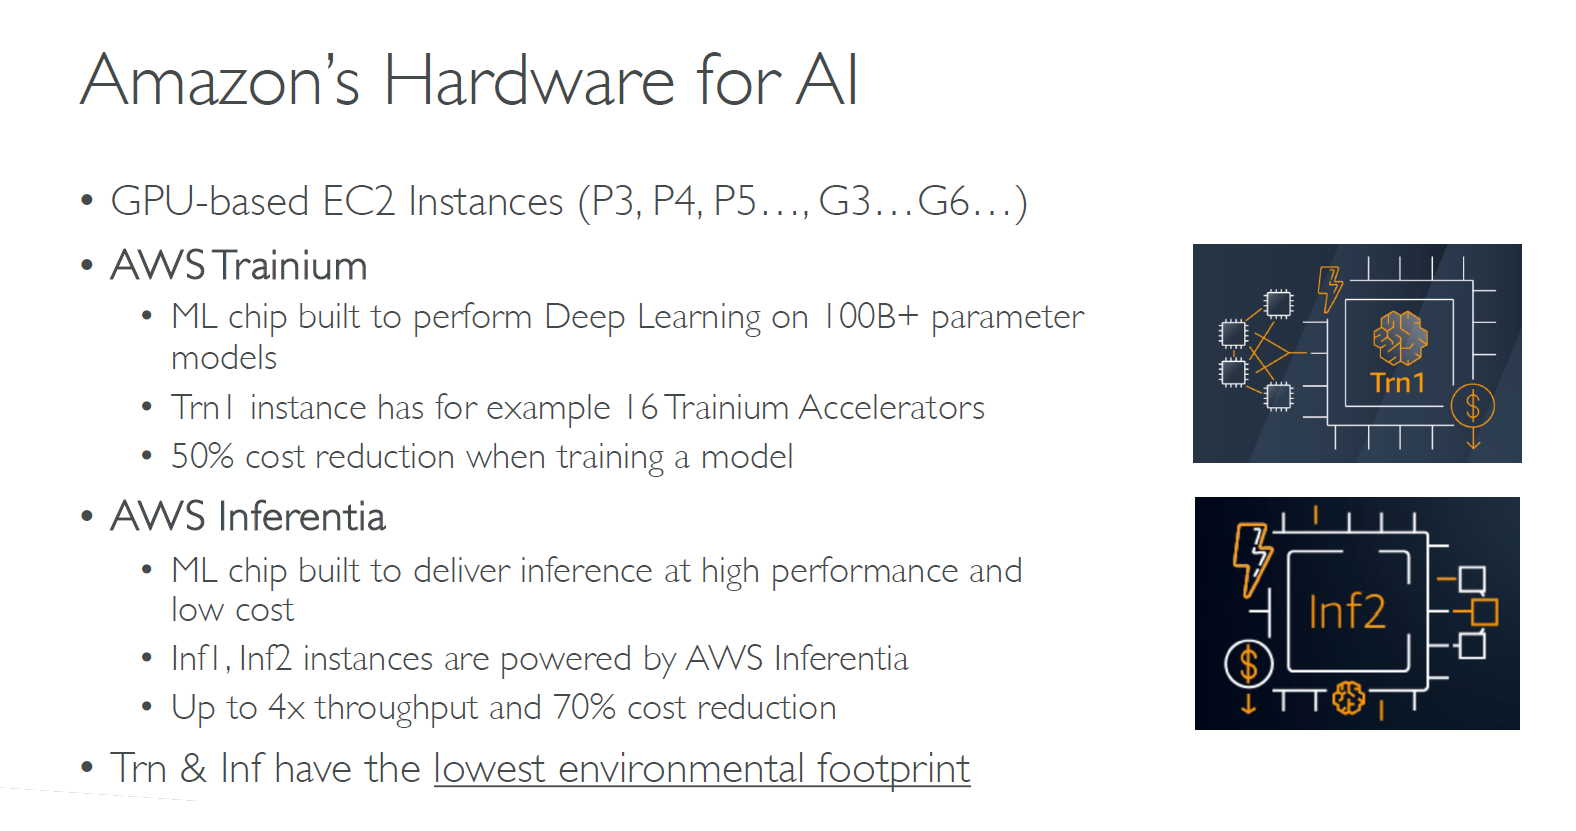 Amazon’s Hardware for AI
• GPU-based EC2 Instances (P3, P4, P5…, G3…G6…)
• AWS Trainium
• ML chip built to perform Deep Learning on 100B+ parameter
models
• Trn1 instance has for example 16 Trainium Accelerators
• 50% cost reduction when training a model
Trn1
$
• AWS Inferentia
• ML chip built to deliver inference at high performance and
low cost
• Inf1, Inf2 instances are powered by AWS Inferentia
• Up to 4x throughput and 70% cost reduction
Inf2
$
• Trn & Inf have the lowest environmental footprint